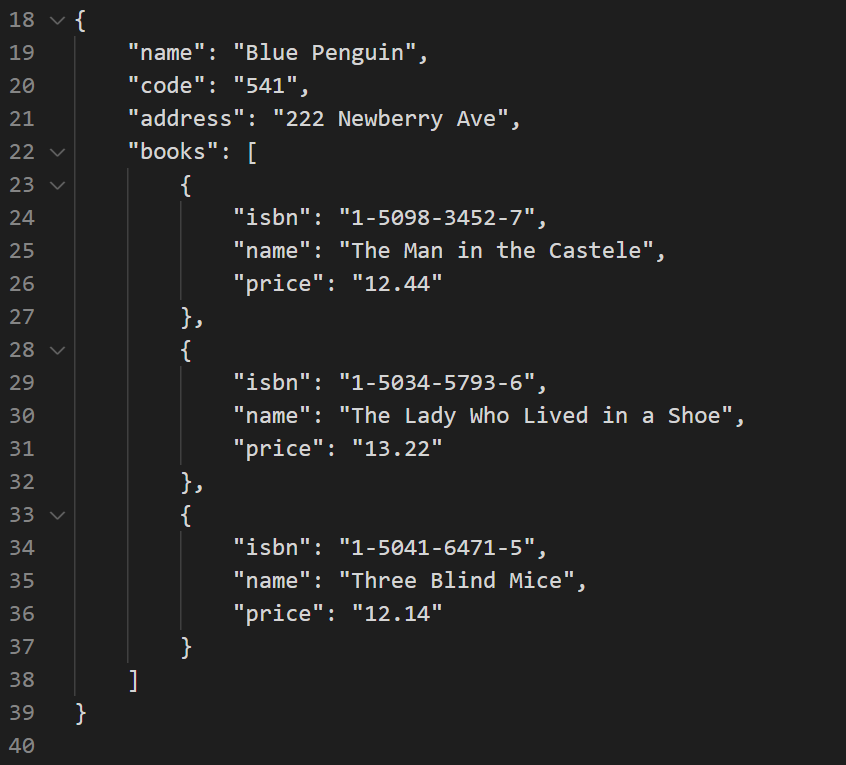 18 {
19     "name": "Blue Penguin",
20     "code": "541",
21     "address": "222 Newberry Ave",
22     "books": [
23         {
24             "isbn": "1-5098-3452-7",
25             "name": "The Man in the Castele",
26             "price": "12.44"
27         },
28         {
29             "isbn": "1-5034-5793-6",
30             "name": "The Lady Who Lived in a Shoe",
31             "price": "13.22"
32         },
33         {
34             "isbn": "1-5041-6471-5",
35             "name": "Three Blind Mice",
36             "price": "12.14"
37         }
38     ]
39 }
40